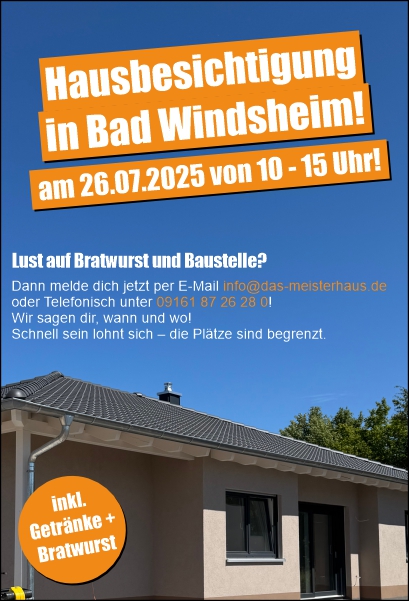 Hausbesichtigung
in Bad Windsheim!
am 26.07.2025 von 10 - 15 Uhr!
Lust auf Bratwurst und Baustelle?
Dann melde dich jetzt per E-Mail info@das-meisterhaus.de
oder Telefonisch unter 09161 87 26 28 0!
Wir sagen dir, wann und wo!
Schnell sein lohnt sich – die Plätze sind begrenzt.
inkl.
Getränke +
Bratwurst